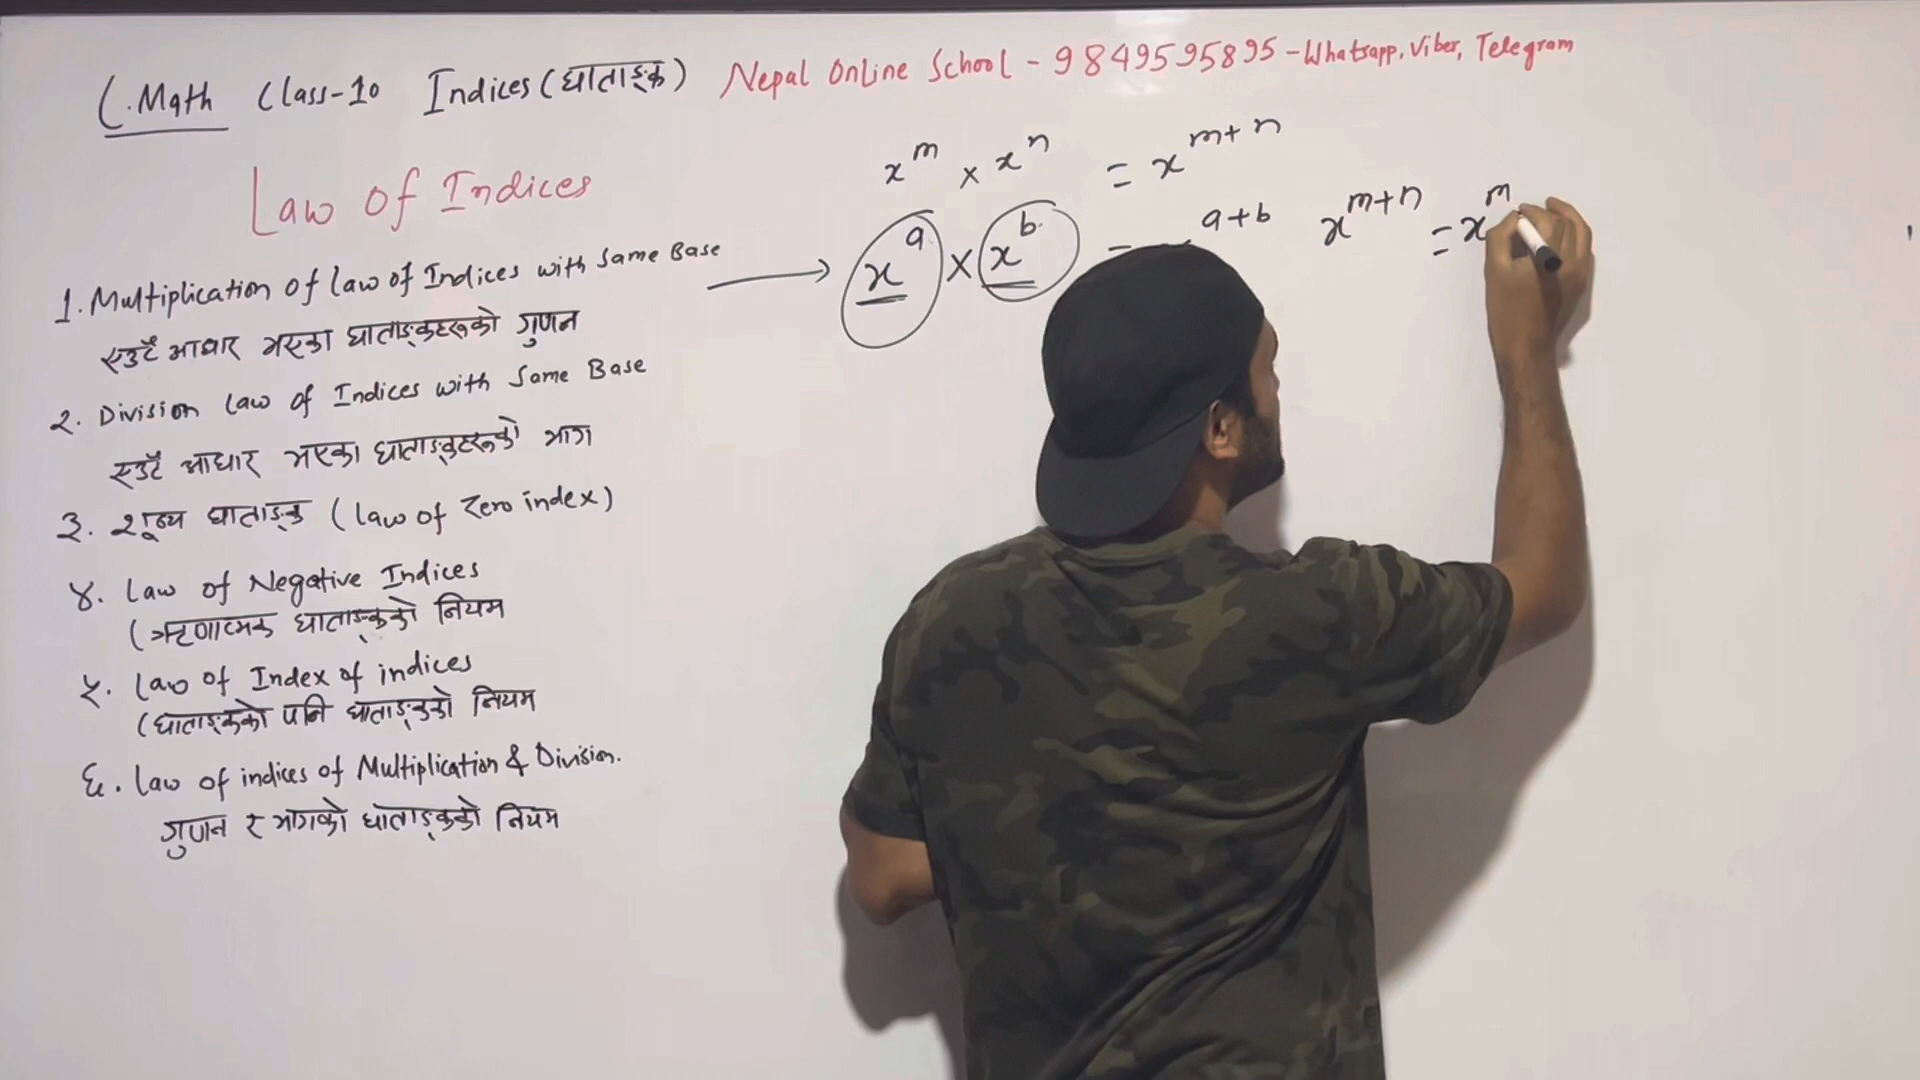 C. Math Class-10 Indices (घाताङ्क) Nepal Online School - 9849595895 - Whatsapp, Viber, Telegram
Law of Indices
1. Multiplication of law of Indices with Same Base
एउटै आधार भएका घाताङ्कहरूको गुणन
2. Division law of Indices with Same Base
एउटै आधार भएका घाताङ्कहरूको भाग
३. शून्य घाताङ्क (law of Zero index)
४. law of Negative Indices
(ऋणात्मक घाताङ्कको नियम
५. law of Index of indices
(घाताङ्कको पनि घाताङ्कको नियम
६. law of indices of Multiplication & Division.
गुणन र भागको घाताङ्कको नियम
x^m × x^n = x^(m+n)
x^a × x^b = ^(a+b)
x^(m+n) = x^m